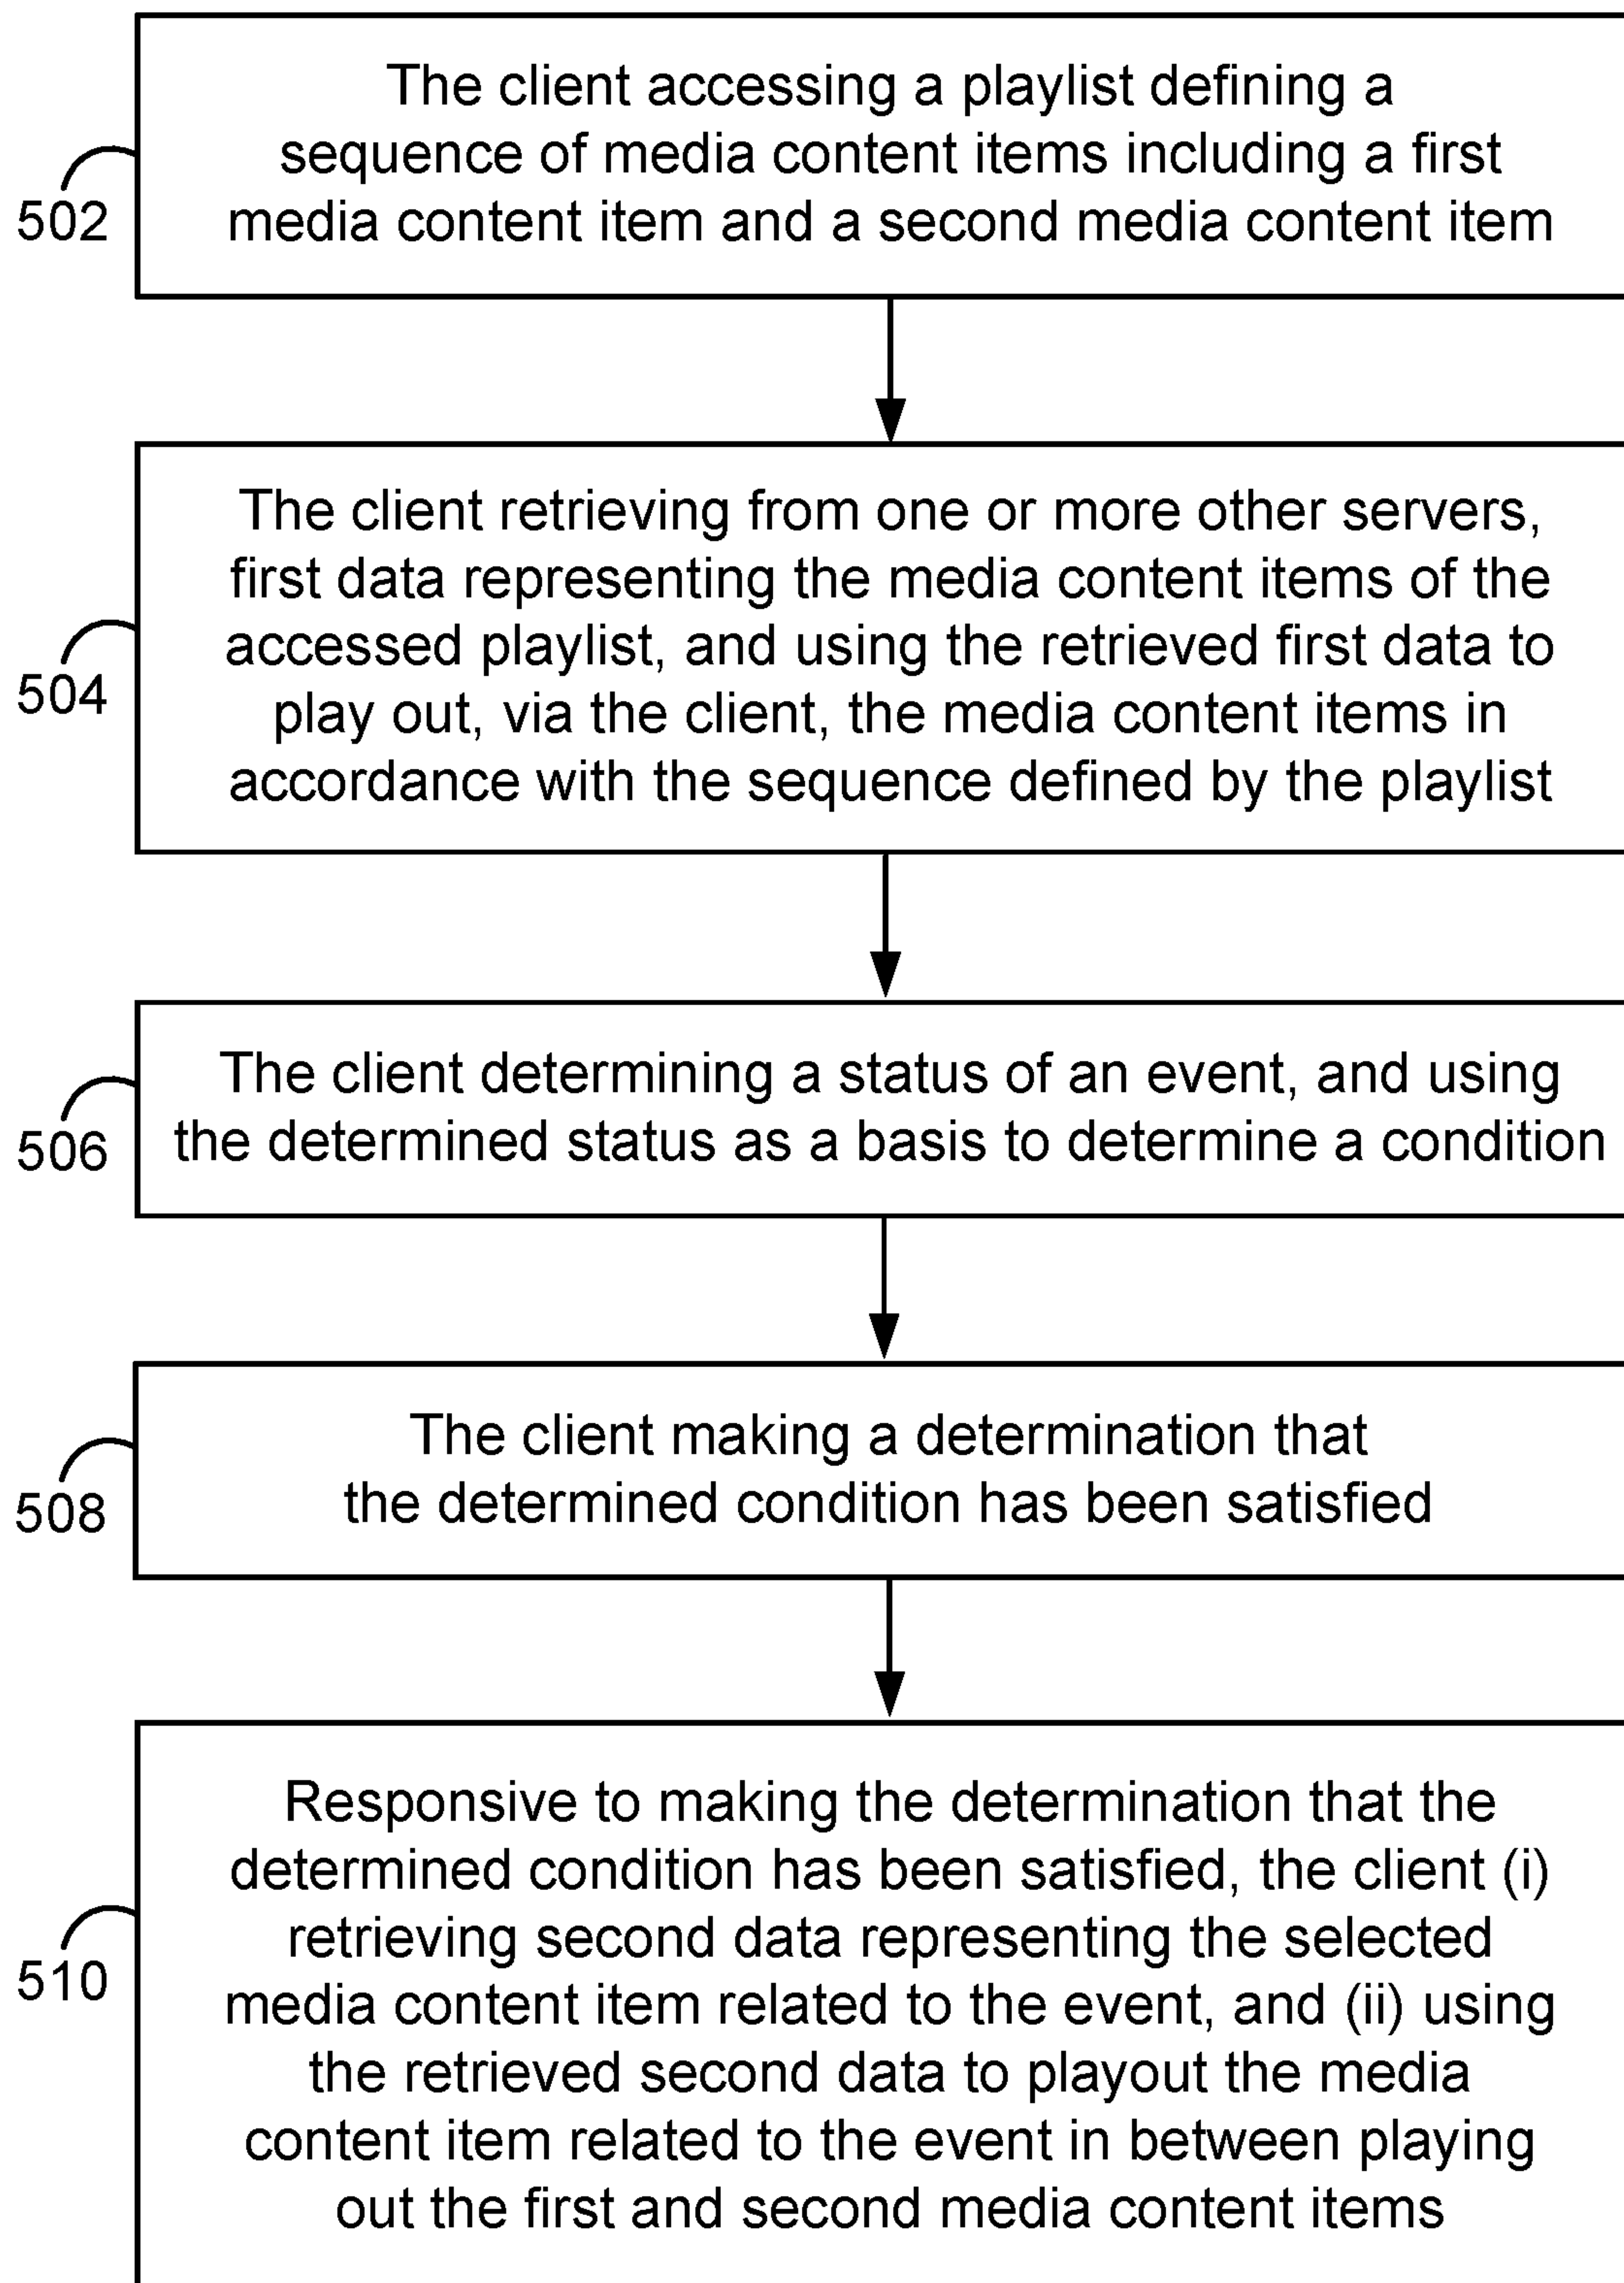 The client accessing a playlist defining a
sequence of media content items including a first
media content item and a second media content item
502
The client retrieving from one or more other servers,
first data representing the media content items of the
accessed playlist, and using the retrieved first data to
play out, via the client, the media content items in
accordance with the sequence defined by the playlist
504
The client determining a status of an event, and using
the determined status as a basis to determine a condition
506
The client making a determination that
the determined condition has been satisfied
508
Responsive to making the determination that the
determined condition has been satisfied, the client (i)
retrieving second data representing the selected
media content item related to the event, and (ii) using
the retrieved second data to playout the media
content item related to the event in between playing
out the first and second media content items
510